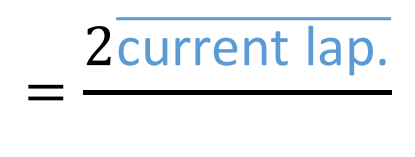 2current lap.
=